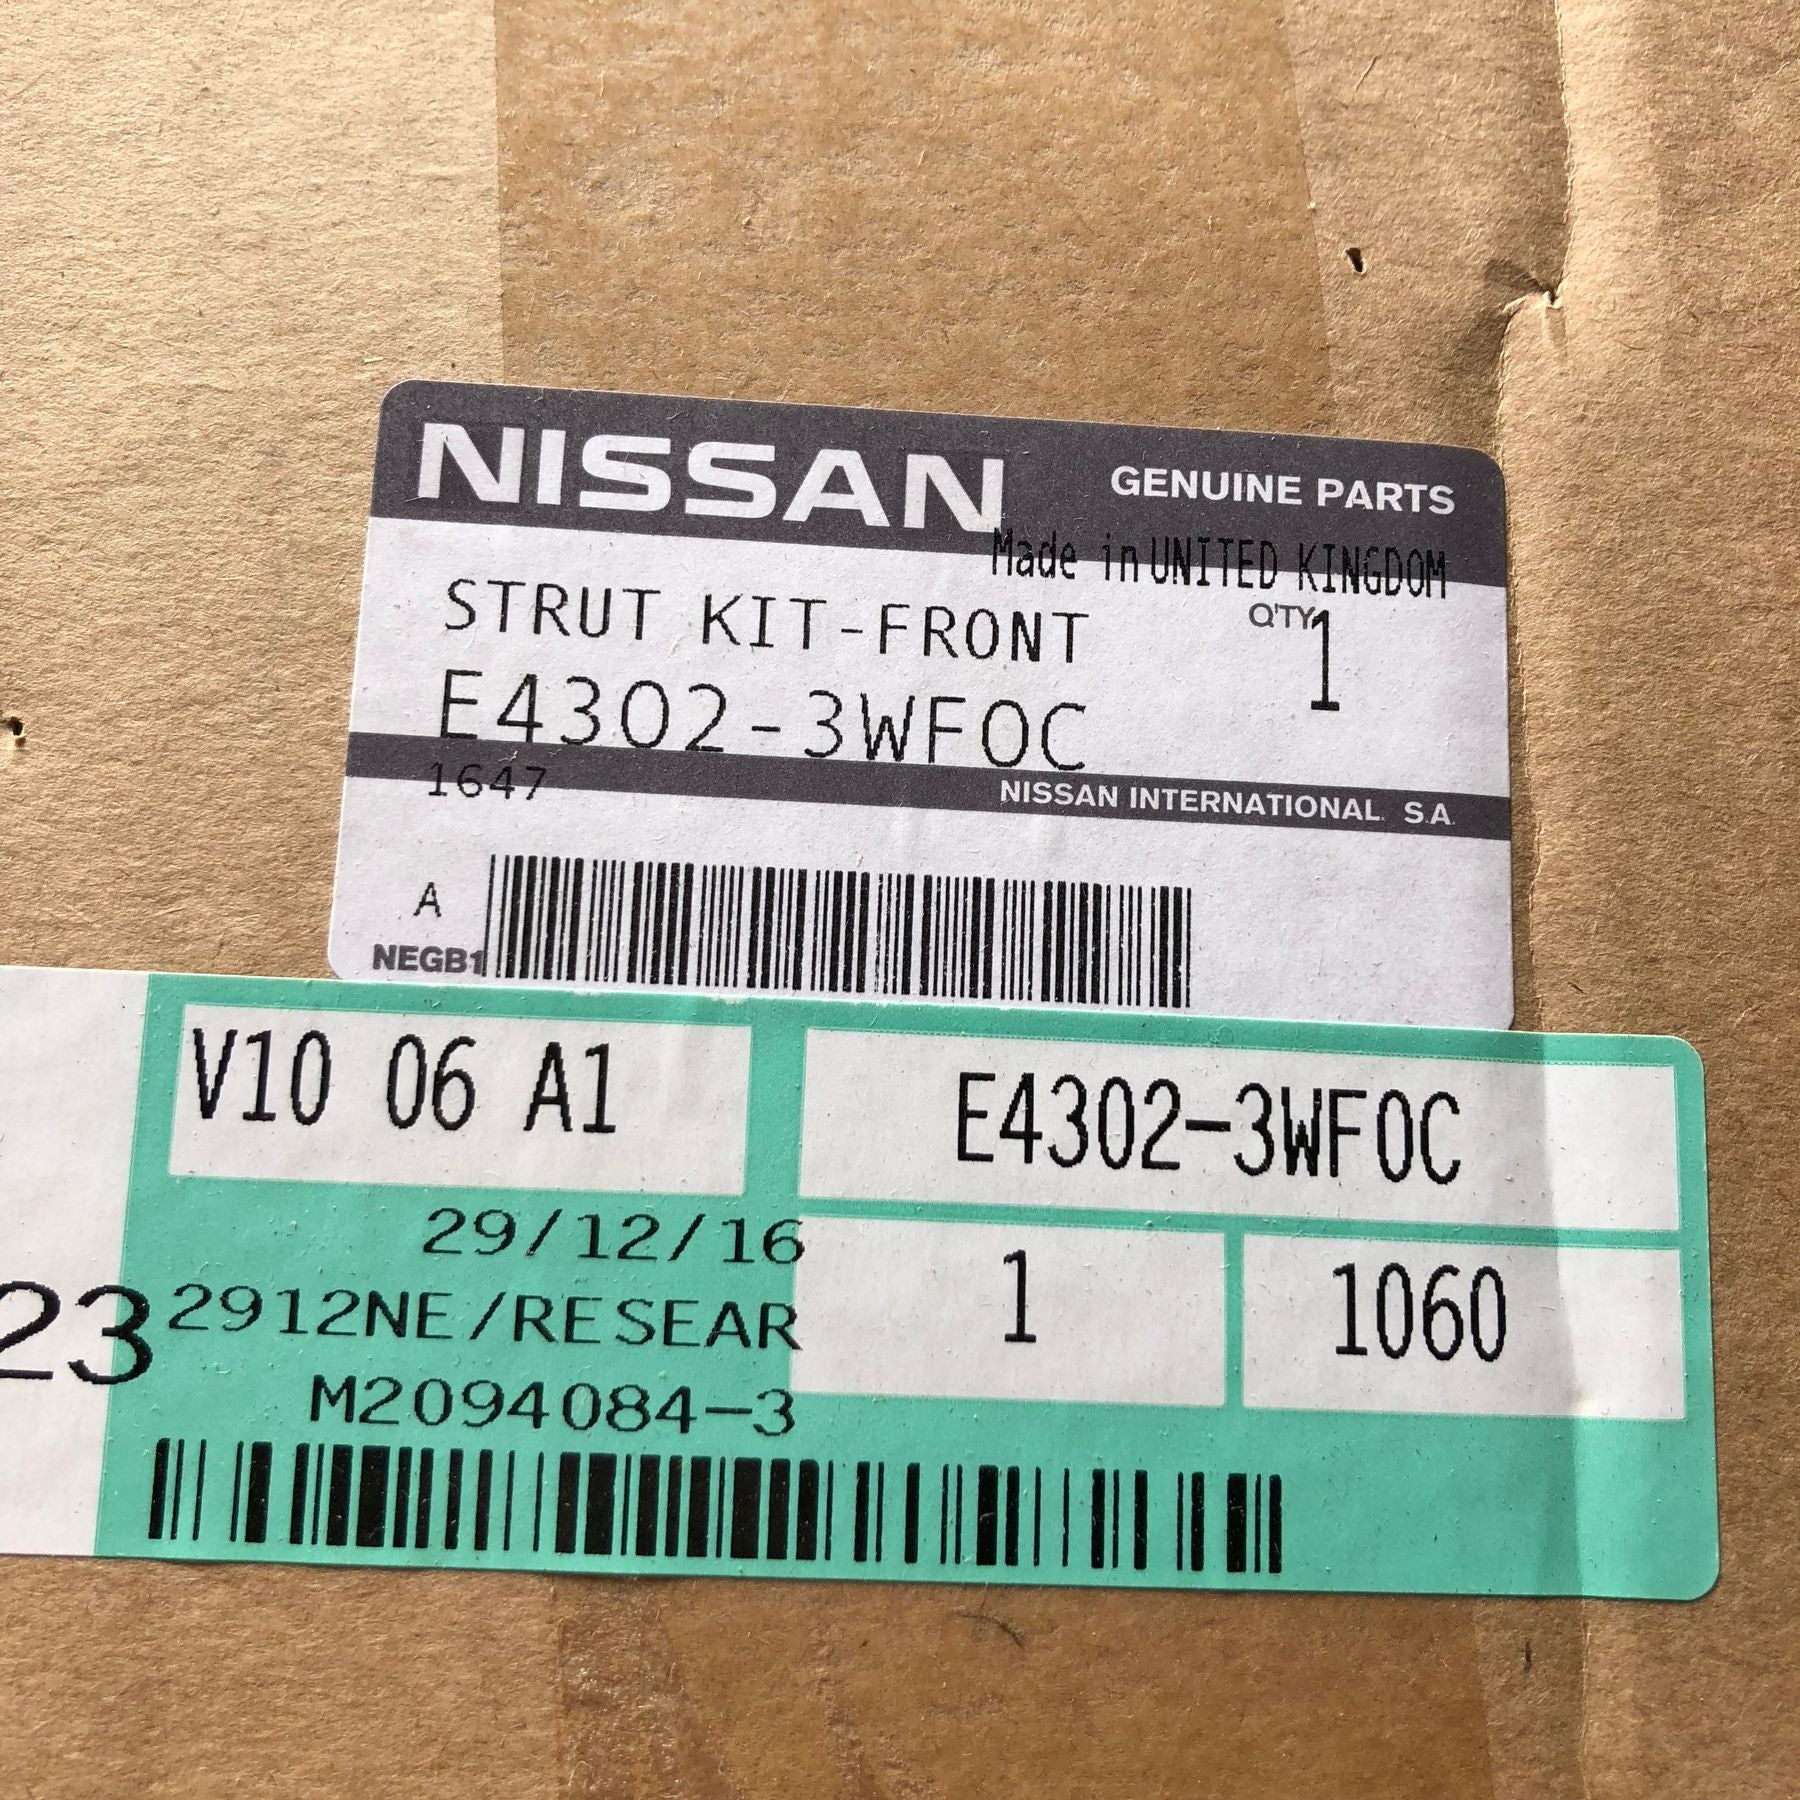 NISSAN GENUINE PARTS
Made in UNITED KINGDOM
STRUT KIT-FRONT Q'TY 1
E4302-3WF0C
1647 NISSAN INTERNATIONAL S.A.
A
NEGB1
V10 06 A1 E4302-3WF0C
29/12/16 1 1060
23 2912NE/RESEAR
M2094084-3